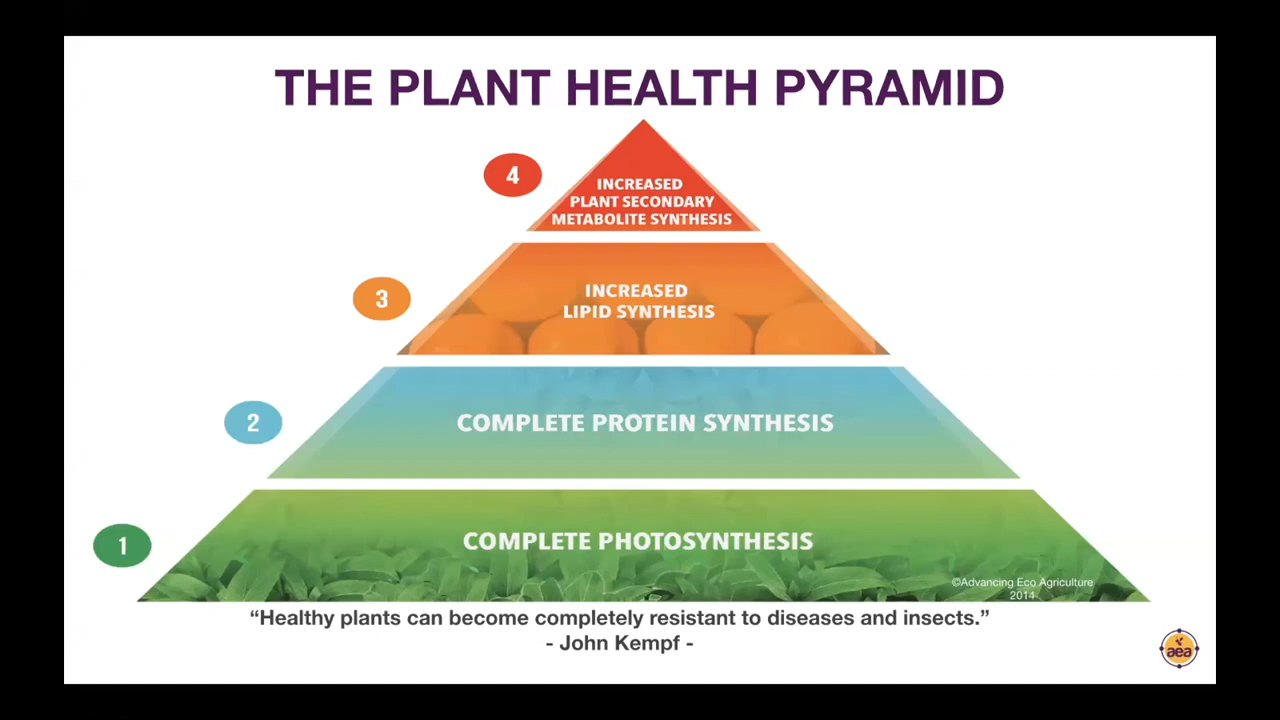 THE PLANT HEALTH PYRAMID
4
INCREASED
PLANT SECONDARY
METABOLITE SYNTHESIS
3
INCREASED
LIPID SYNTHESIS
2
COMPLETE PROTEIN SYNTHESIS
1
COMPLETE PHOTOSYNTHESIS
©Advancing Eco Agriculture
2014
“Healthy plants can become completely resistant to diseases and insects.”
- John Kempf -
aea